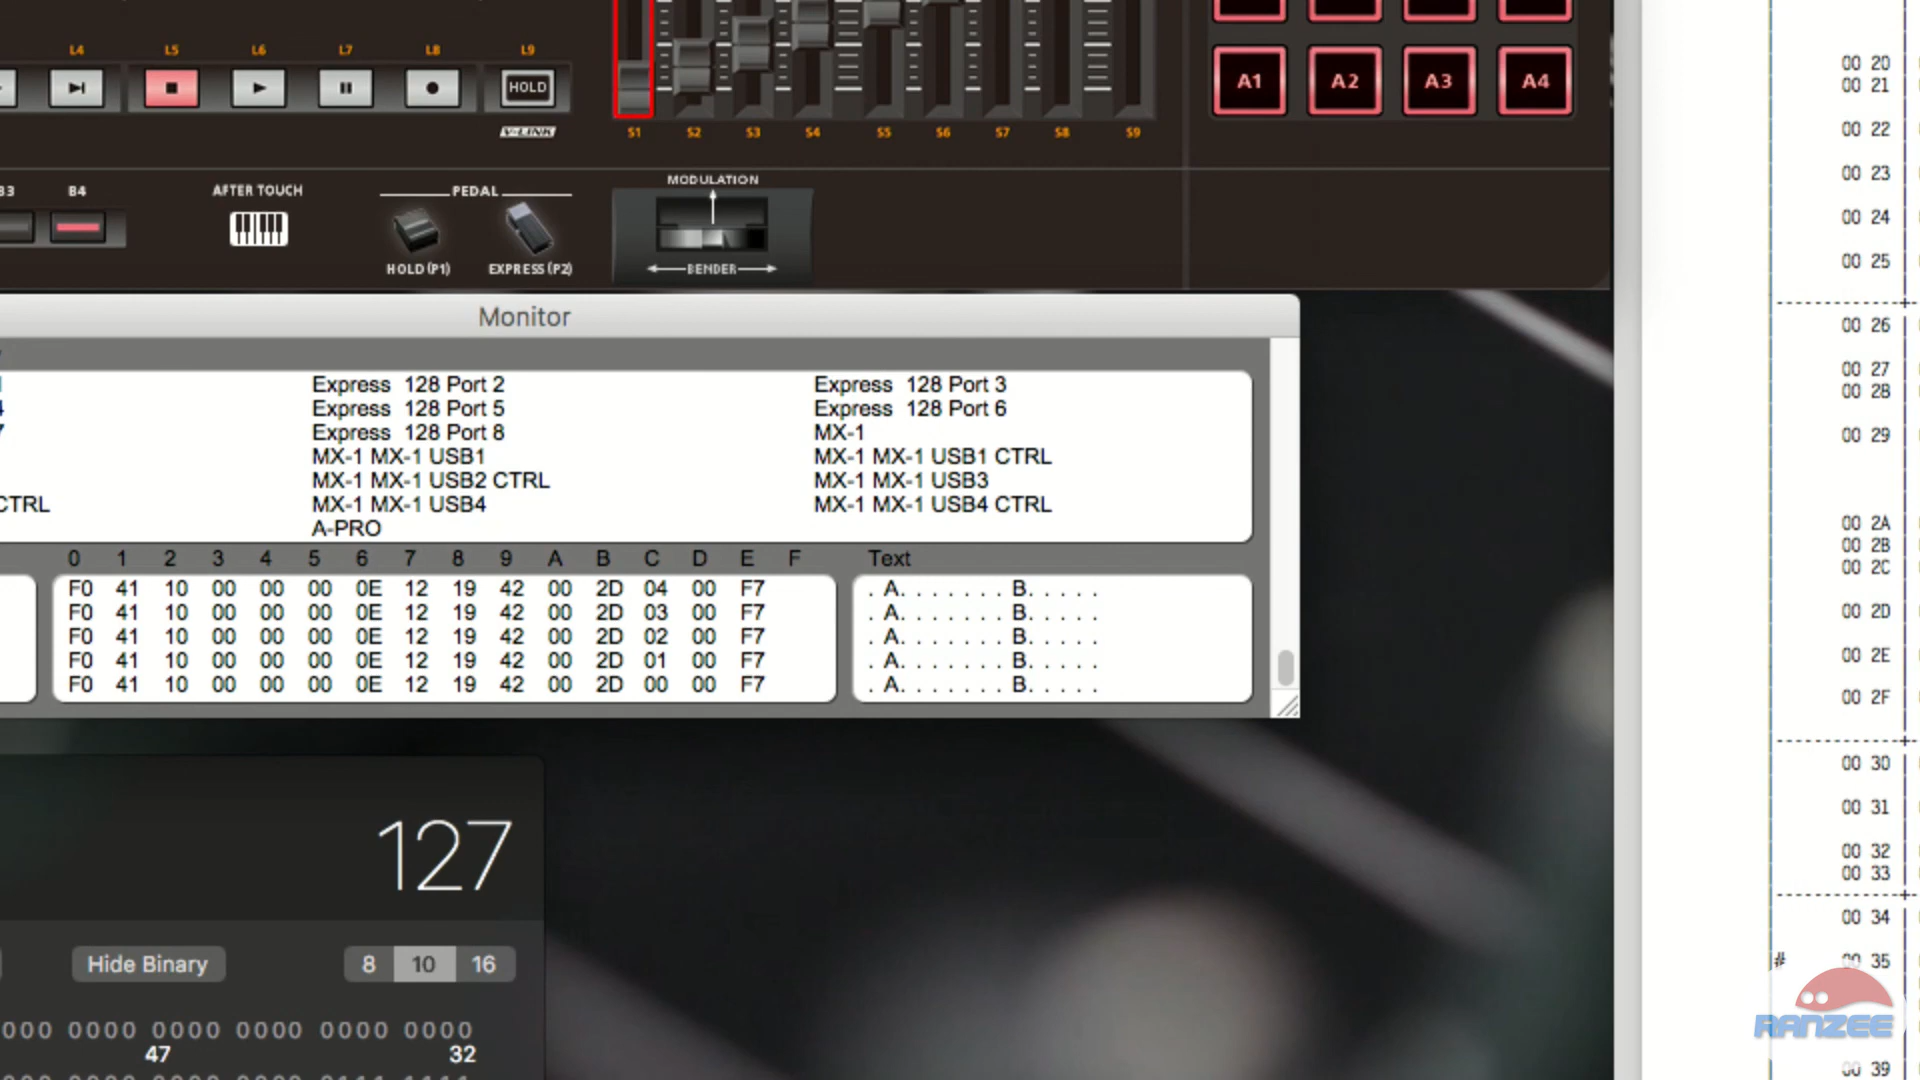 L4 L5 L6 L7 L8 L9
HOLD
V-LINK
S1 S2 S3 S4 S5 S6 S7 S8 S9
A1 A2 A3 A4
B3 B4
AFTER TOUCH
PEDAL
HOLD (P1) EXPRESS (P2)
MODULATION
BENDER
Monitor
Express 128 Port 2 Express 128 Port 3
Express 128 Port 5 Express 128 Port 6
Express 128 Port 8 MX-1
MX-1 MX-1 USB1 MX-1 MX-1 USB1 CTRL
MX-1 MX-1 USB2 CTRL MX-1 MX-1 USB3
CTRL MX-1 MX-1 USB4 MX-1 MX-1 USB4 CTRL
A-PRO
0 1 2 3 4 5 6 7 8 9 A B C D E F Text
F0 41 10 00 00 00 0E 12 19 42 00 2D 04 00 F7 . A. . . . . . . B. . . . .
F0 41 10 00 00 00 0E 12 19 42 00 2D 03 00 F7 . A. . . . . . . B. . . . .
F0 41 10 00 00 00 0E 12 19 42 00 2D 02 00 F7 . A. . . . . . . B. . . . .
F0 41 10 00 00 00 0E 12 19 42 00 2D 01 00 F7 . A. . . . . . . B. . . . .
F0 41 10 00 00 00 0E 12 19 42 00 2D 00 00 F7 . A. . . . . . . B. . . . .
127
Hide Binary 8 10 16
000 0000 0000 0000 0000 0000
47 32
00 20
00 21
00 22
00 23
00 24
00 25
00 26
00 27
00 28
00 29
00 2A
00 2B
00 2C
00 2D
00 2E
00 2F
00 30
00 31
00 32
00 33
00 34
# 00 35
RANZEE
00 39